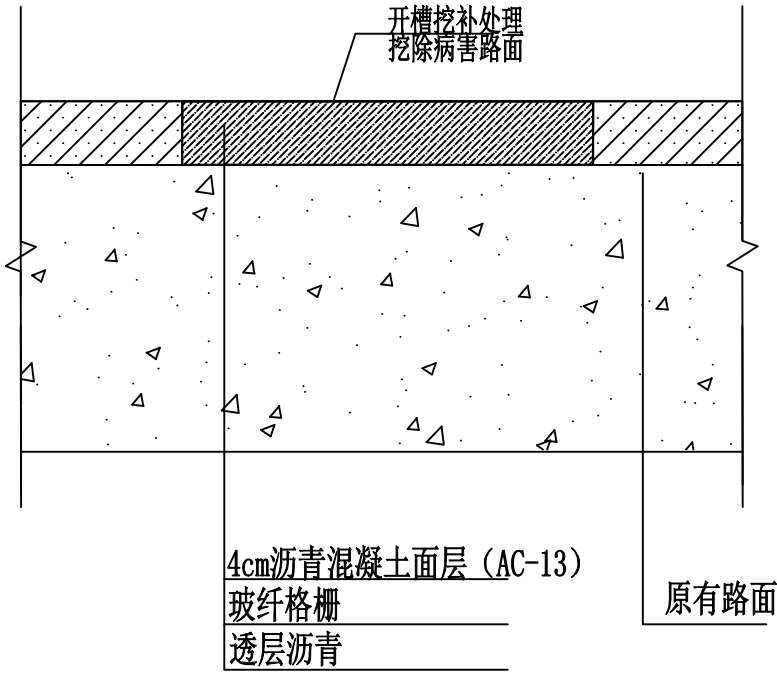 开槽挖补处理
挖除病害路面
4cm沥青混凝土面层（AC-13）
玻纤格栅
透层沥青
原有路面